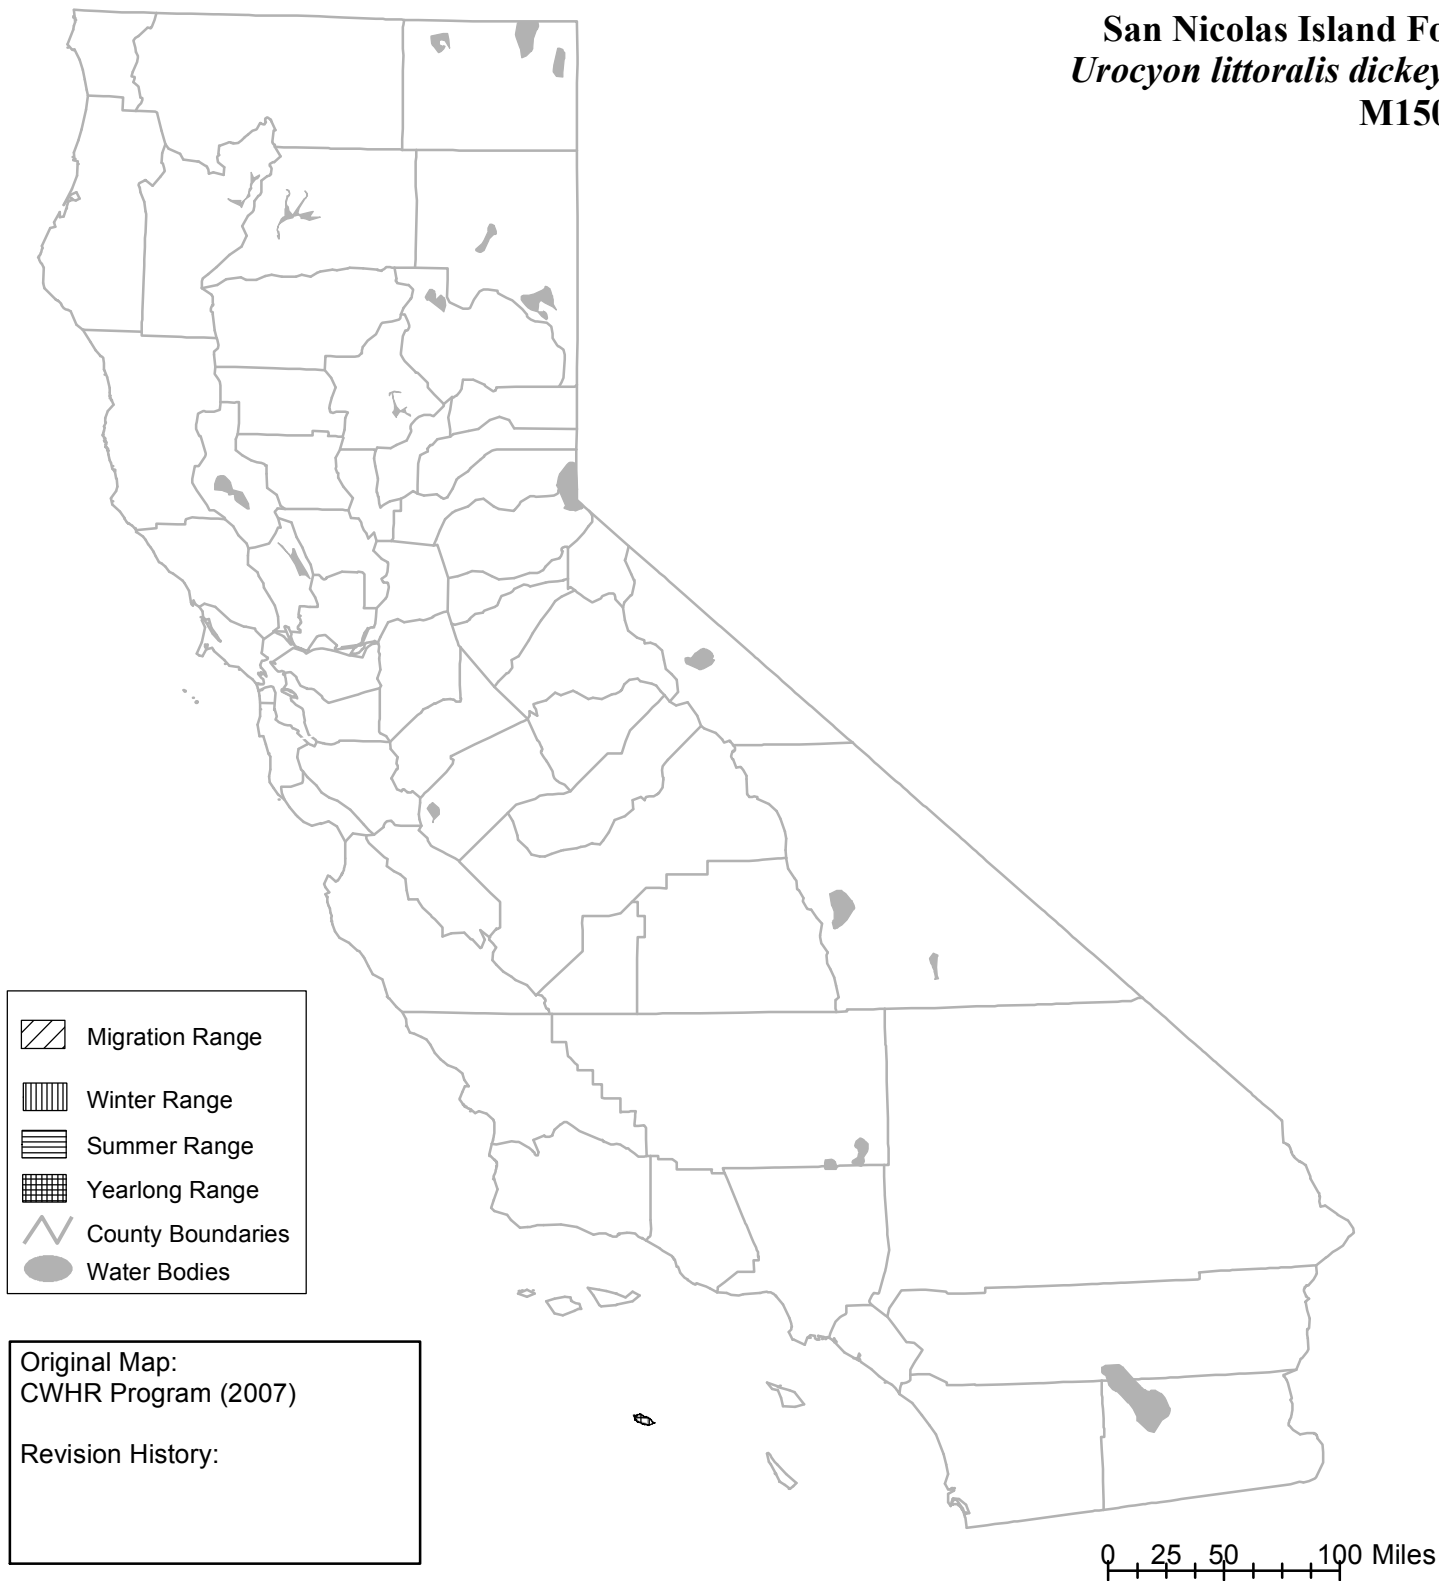 San Nicolas Island Fo
Urocyon littoralis dickey
M150
Migration Range
Winter Range
Summer Range
Yearlong Range
County Boundaries
Water Bodies
Original Map:
CWHR Program (2007)
Revision History:
0 25 50 100 Miles